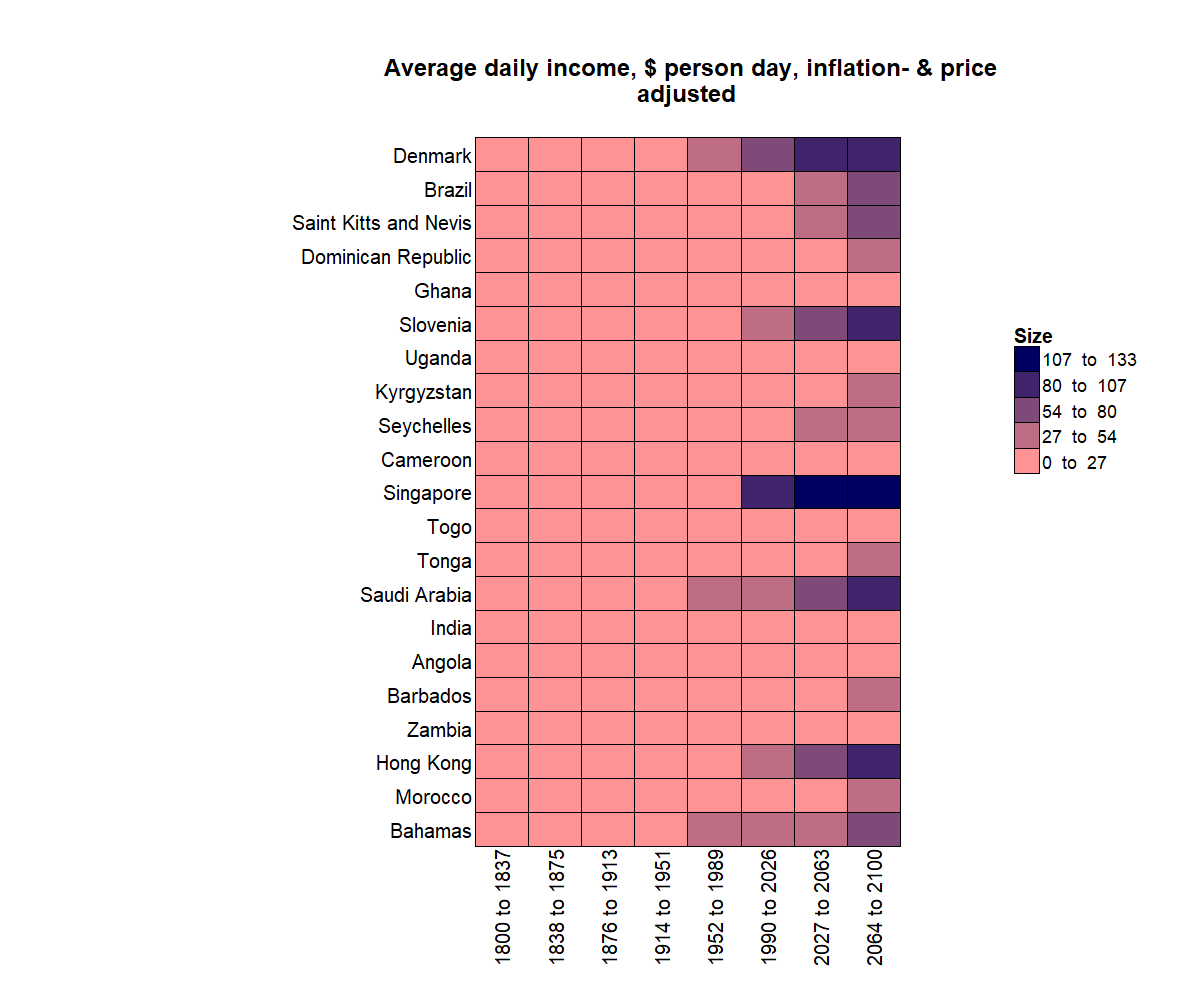 Average daily income, $ person day, inflation- & price
adjusted
Denmark
Brazil
Saint Kitts and Nevis
Dominican Republic
Ghana
Slovenia
Uganda
Kyrgyzstan
Seychelles
Cameroon
Singapore
Togo
Tonga
Saudi Arabia
India
Angola
Barbados
Zambia
Hong Kong
Morocco
Bahamas
1800 to 1837
1838 to 1875
1876 to 1913
1914 to 1951
1952 to 1989
1990 to 2026
2027 to 2063
2064 to 2100
Size
107 to 133
80 to 107
54 to 80
27 to 54
0 to 27